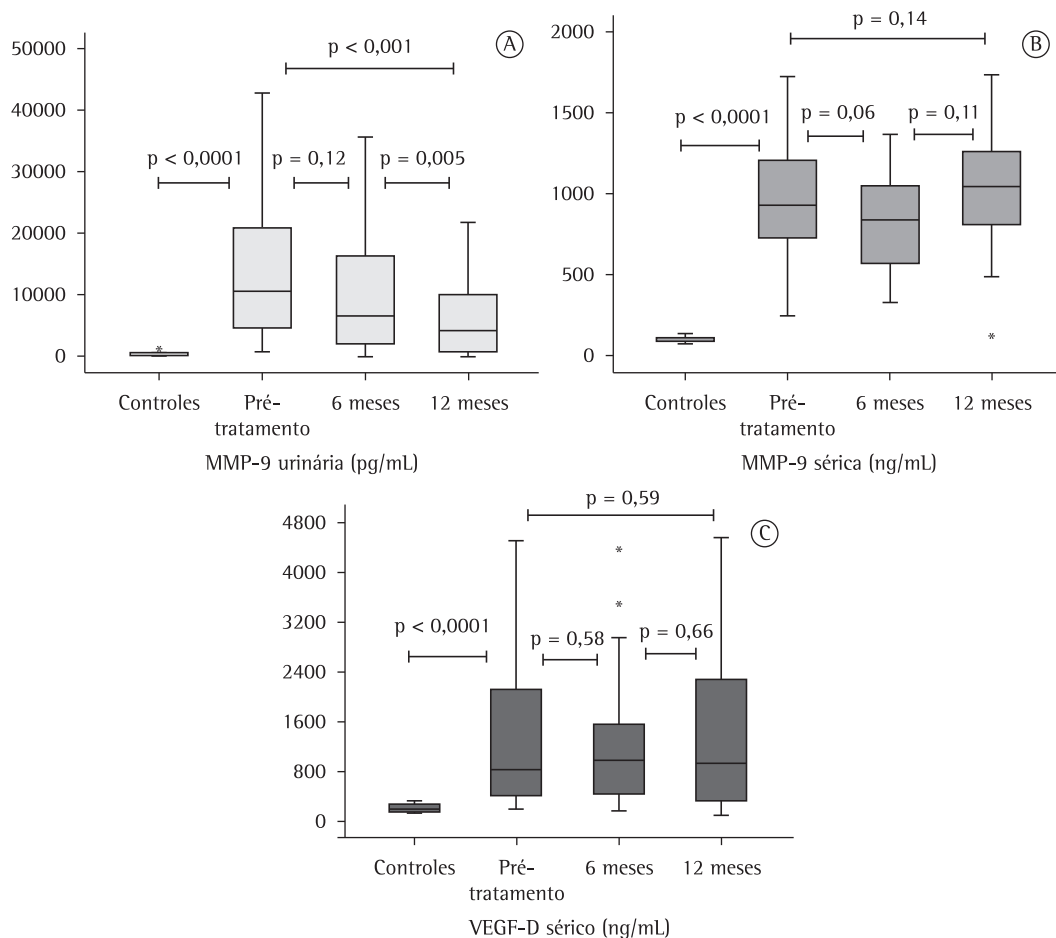 A
p < 0,001
50000
40000
30000
20000
10000
0
p < 0,0001
p = 0,12
p = 0,005
*
Controles
Pré-
tratamento
6 meses
12 meses
MMP-9 urinária (pg/mL)
B
p = 0,14
2000
1500
1000
500
0
p < 0,0001
p = 0,06
p = 0,11
*
Controles
Pré-
tratamento
6 meses
12 meses
MMP-9 sérica (ng/mL)
C
p = 0,59
4800
4000
3200
2400
1600
800
0
p < 0,0001
p = 0,58
p = 0,66
*
*
Controles
Pré-
tratamento
6 meses
12 meses
VEGF-D sérico (ng/mL)